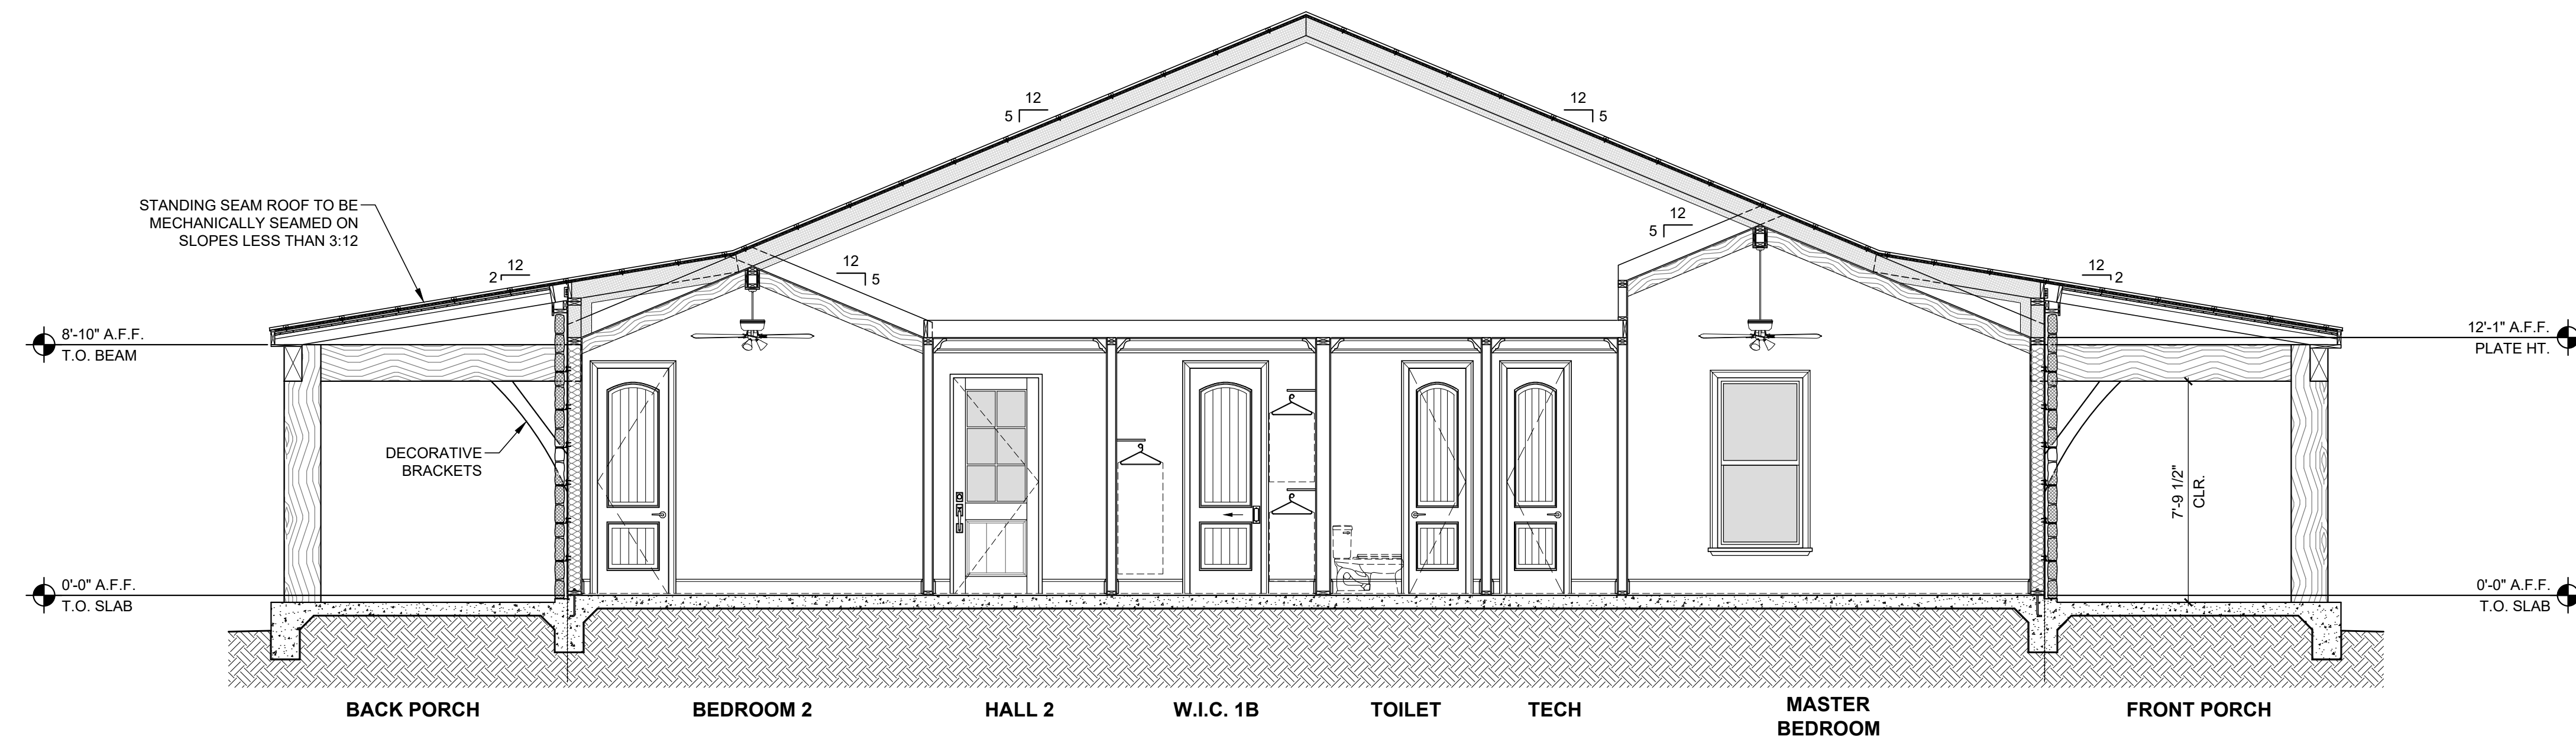 12
5
12
5
STANDING SEAM ROOF TO BE
MECHANICALLY SEAMED ON
SLOPES LESS THAN 3:12
12
5
12
2
12
5
12
2
8'-10" A.F.F.
T.O. BEAM
12'-1" A.F.F.
PLATE HT.
DECORATIVE
BRACKETS
7'-9 1/2"
CLR.
0'-0" A.F.F.
T.O. SLAB
0'-0" A.F.F.
T.O. SLAB
BACK PORCH
BEDROOM 2
HALL 2
W.I.C. 1B
TOILET
TECH
MASTER
BEDROOM
FRONT PORCH